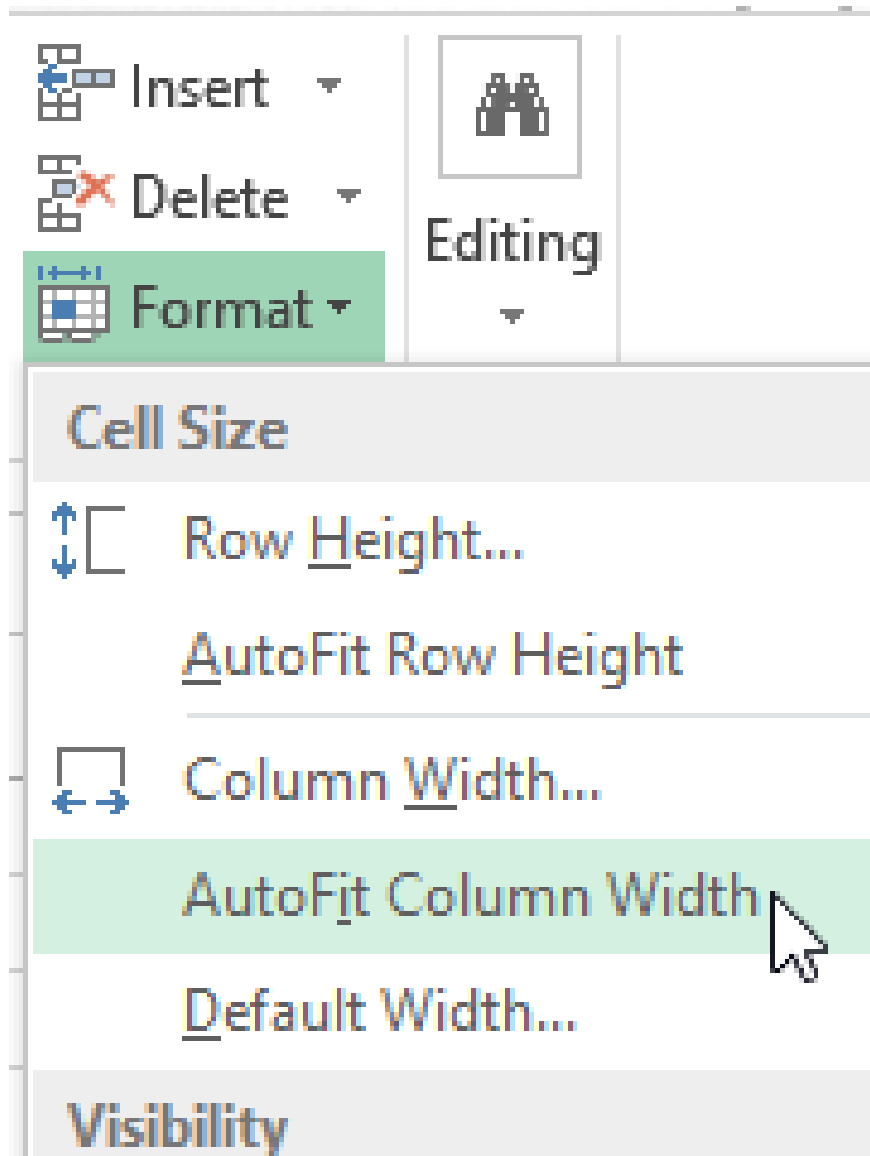 Insert
Delete
Format
Editing
Cell Size
Row Height...
AutoFit Row Height
Column Width...
AutoFit Column Width
Default Width...
Visibility